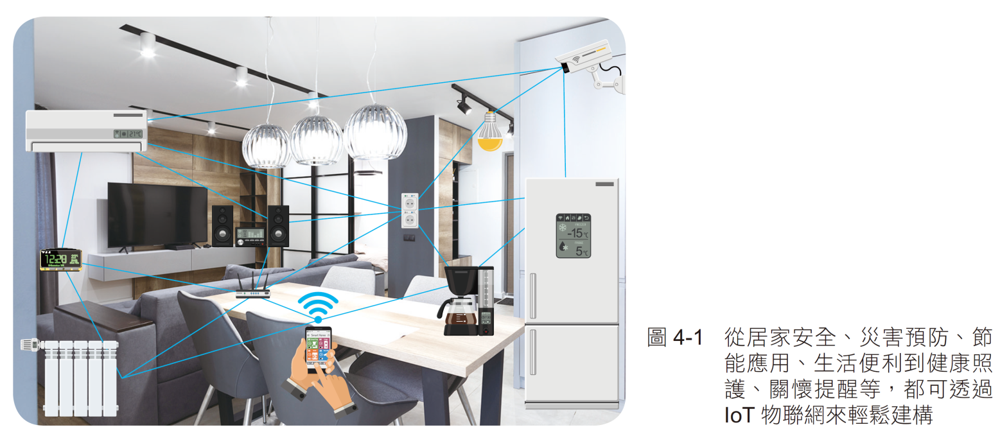 21°C
12:28
-15°C
5°C
圖 4-1 從居家安全、災害預防、節
能應用、生活便利到健康照
護、關懷提醒等，都可透過
IoT 物聯網來輕鬆建構